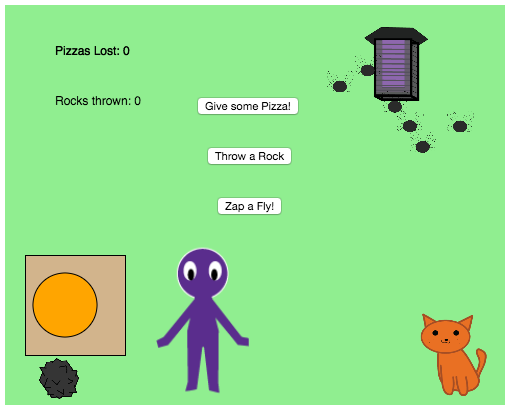 Pizzas Lost: 0
Rocks thrown: 0
Give some Pizza!
Throw a Rock
Zap a Fly!